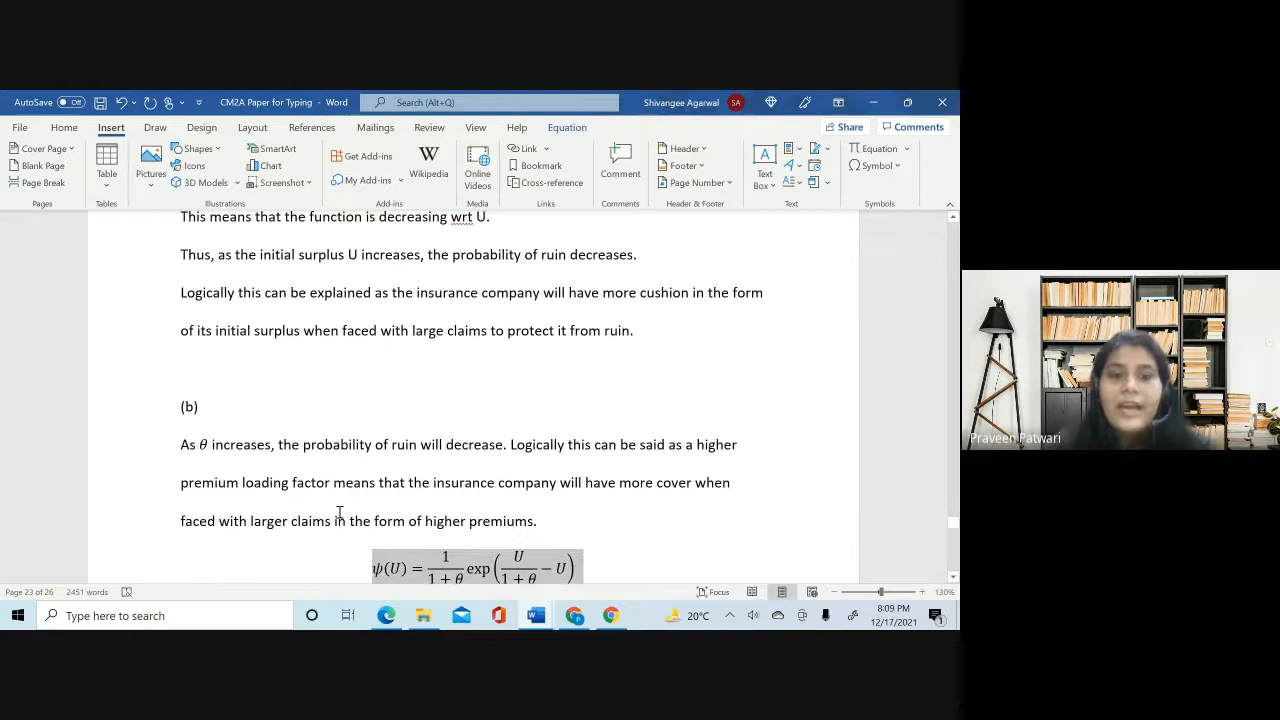 AutoSave Off CM2A Paper for Typing - Word Search (Alt+Q) Shivangee Agarwal SA
File Home Insert Draw Design Layout References Mailings Review View Help Equation Share Comments
Cover Page Blank Page Page Break Pages
Table Tables
Pictures Shapes Icons 3D Models SmartArt Chart Screenshot Illustrations
Get Add-ins My Add-ins Wikipedia Add-ins
Online Videos Media
Link Bookmark Cross-reference Links
Comment Comments
Header Footer Page Number Header & Footer
Text Box Text
Equation Symbol Symbols
This means that the function is decreasing wrt U.
Thus, as the initial surplus U increases, the probability of ruin decreases.
Logically this can be explained as the insurance company will have more cushion in the form
of its initial surplus when faced with large claims to protect it from ruin.
(b)
As θ increases, the probability of ruin will decrease. Logically this can be said as a higher
premium loading factor means that the insurance company will have more cover when
faced with larger claims in the form of higher premiums.
ψ(U) = 1/(1 + θ) exp (U/(1 + θ) − U)
Page 23 of 26 2451 words Focus 130%
Type here to search 20°C 8:09 PM
12/17/2021
Praveen Patwari